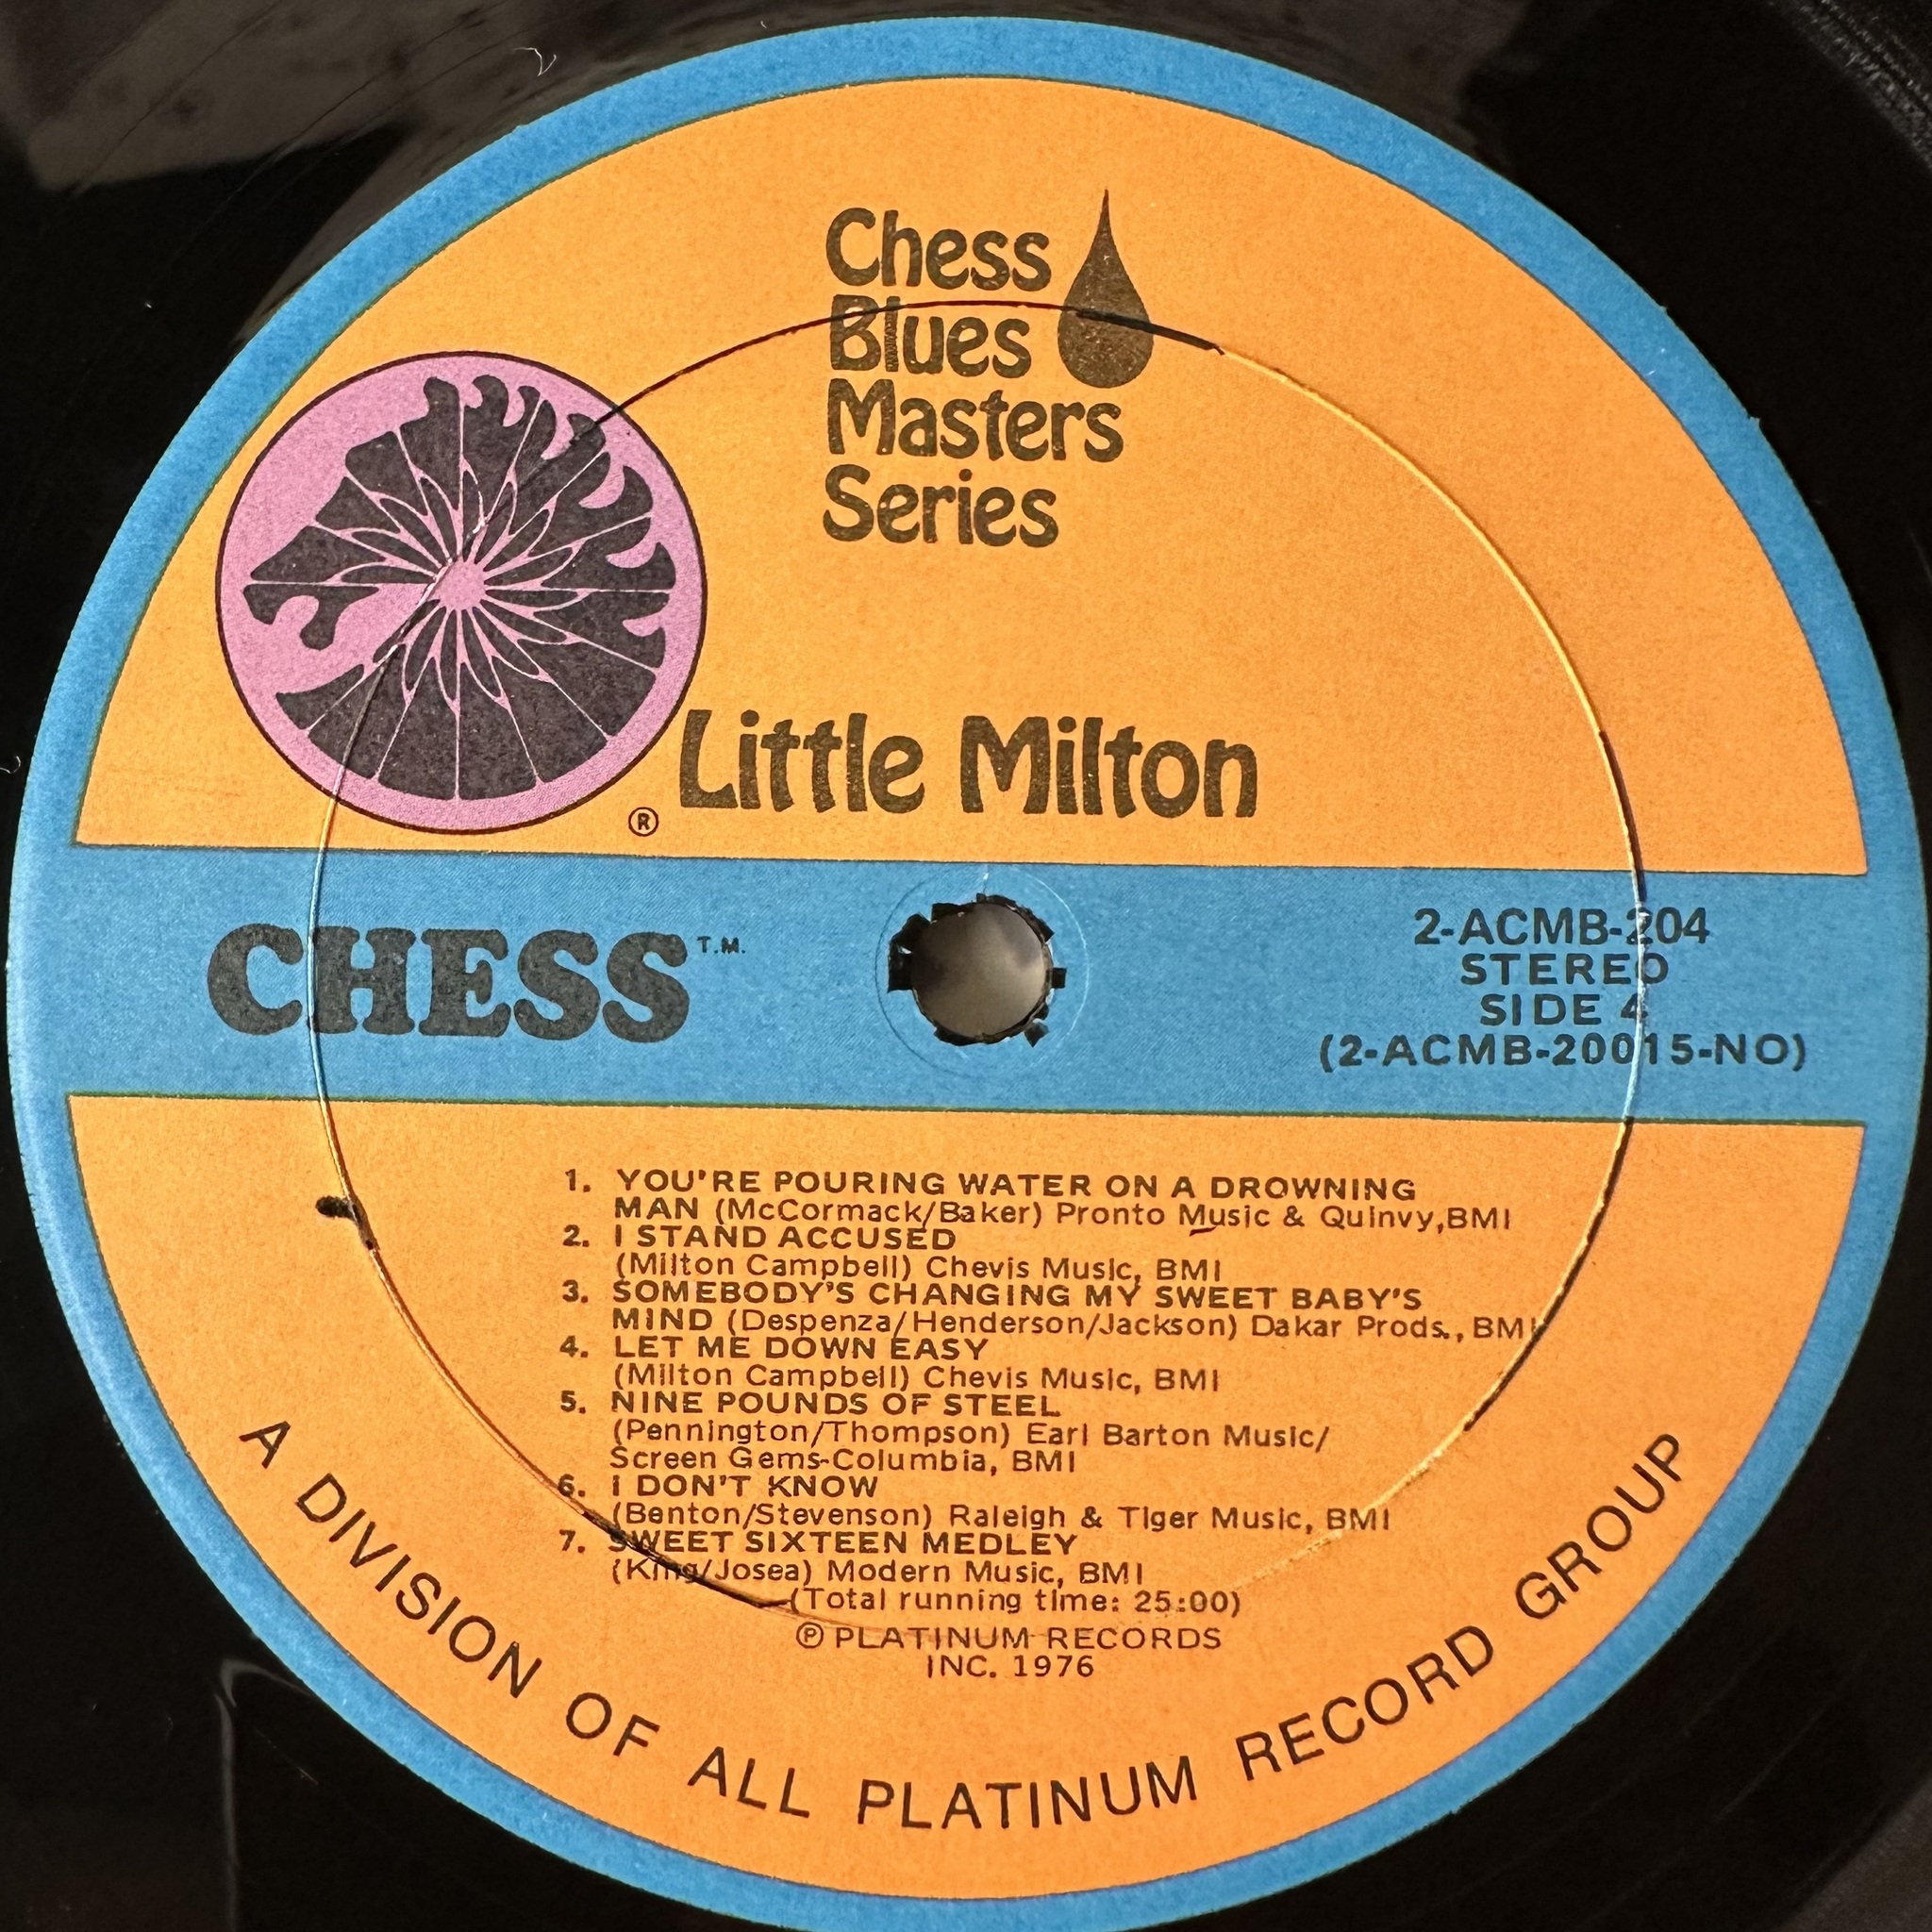 Chess
Blues
Masters
Series
Little Milton
®
CHESS T.M.
2-ACMB-204
STEREO
SIDE 4
(2-ACMB-20015-NO)
1. YOU'RE POURING WATER ON A DROWNING
MAN (McCormack/Baker) Pronto Music & Quinvy,BMI
2. I STAND ACCUSED
(Milton Campbell) Chevis Music, BMI
3. SOMEBODY'S CHANGING MY SWEET BABY'S
MIND (Despenza/Henderson/Jackson) Dakar Prods., BMI
4. LET ME DOWN EASY
(Milton Campbell) Chevis Music, BMI
5. NINE POUNDS OF STEEL
(Pennington/Thompson) Earl Barton Music/
Screen Gems-Columbia, BMI
6. I DON'T KNOW
(Benton/Stevenson) Raleigh & Tiger Music, BMI
7. SWEET SIXTEEN MEDLEY
(King/Josea) Modern Music, BMI
(Total running time: 25:00)
℗ PLATINUM RECORDS
INC. 1976
A DIVISION OF ALL PLATINUM RECORD GROUP